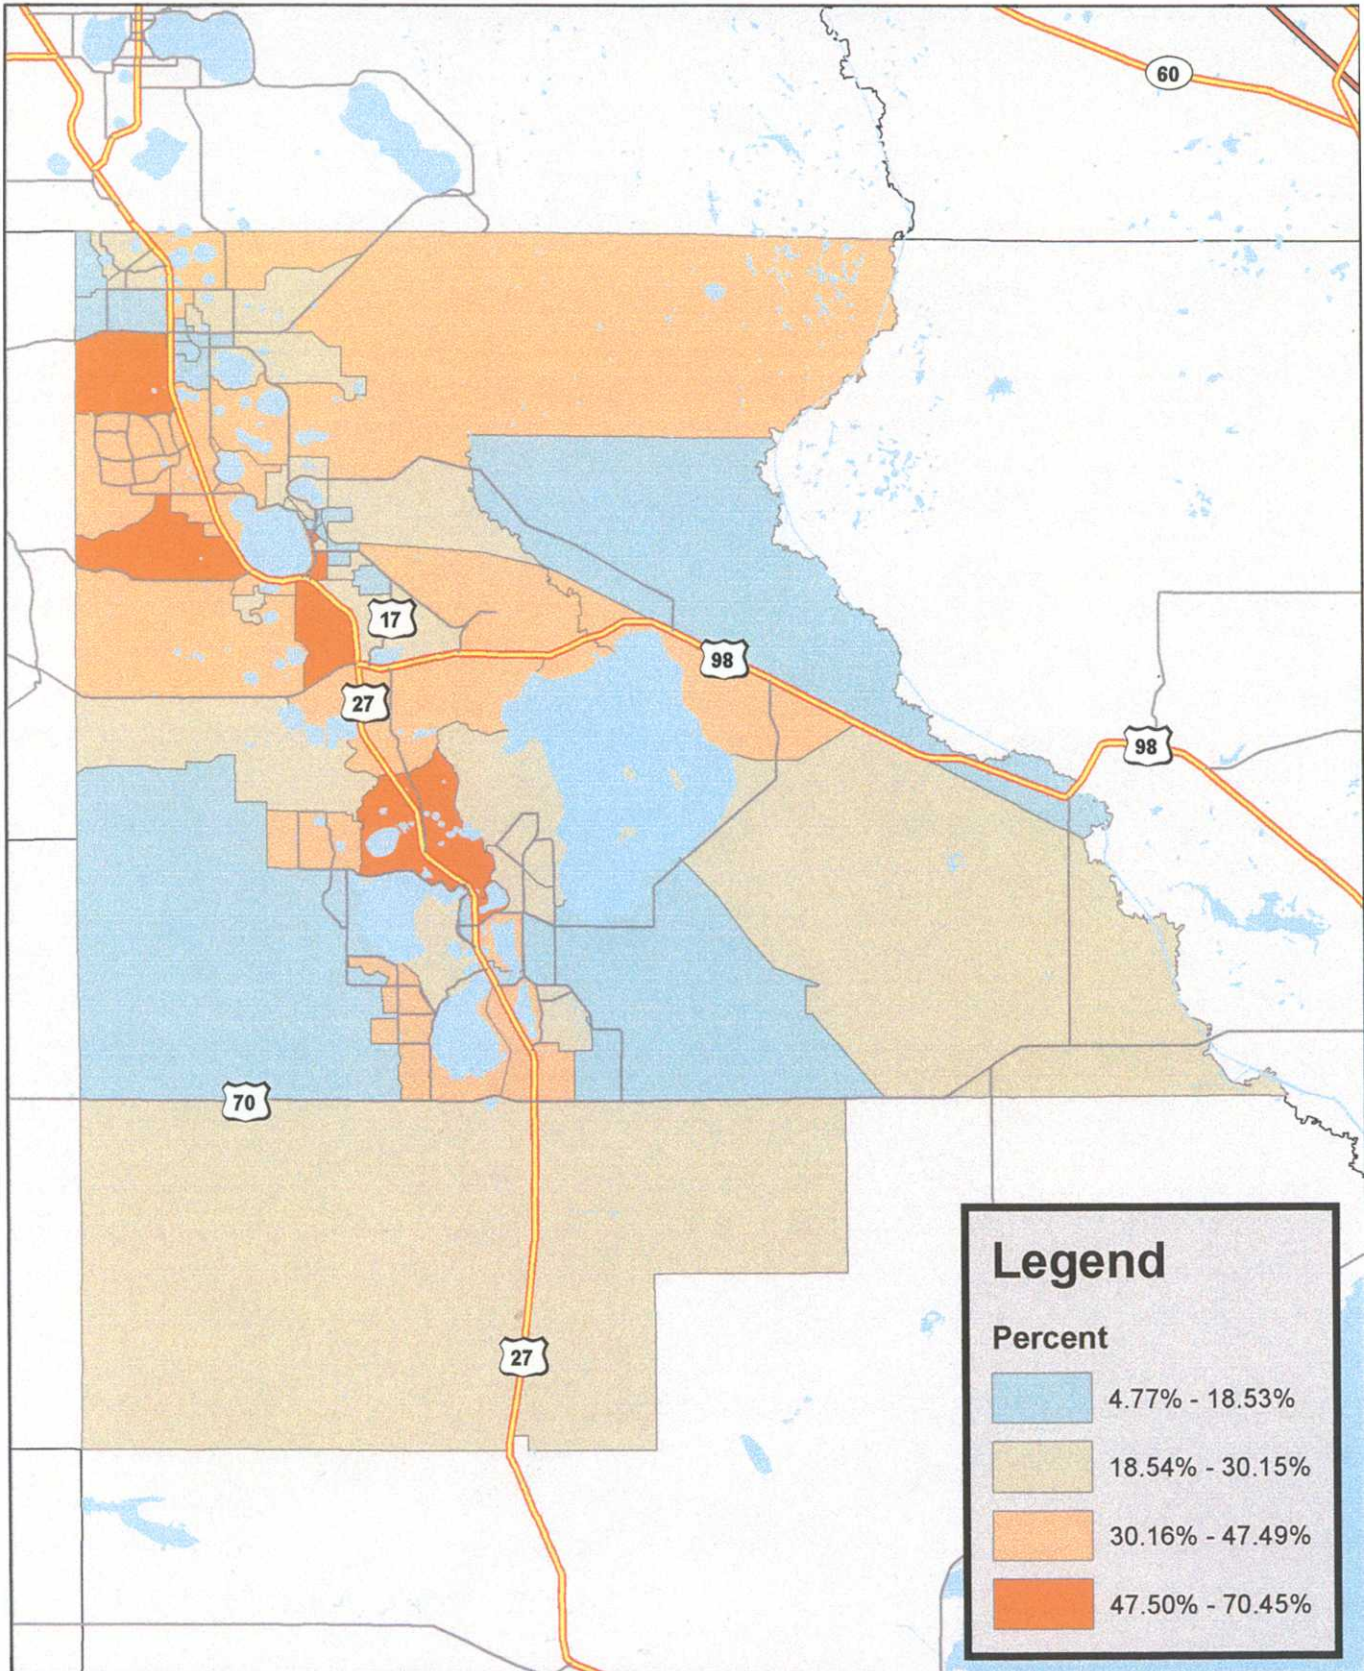 60
17
98
27
98
70
27
Legend
Percent
4.77% - 18.53%
18.54% - 30.15%
30.16% - 47.49%
47.50% - 70.45%